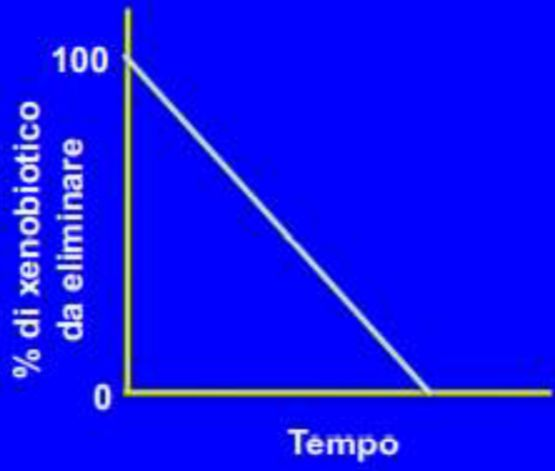 100
% di xenobiotico
da eliminare
0
Tempo